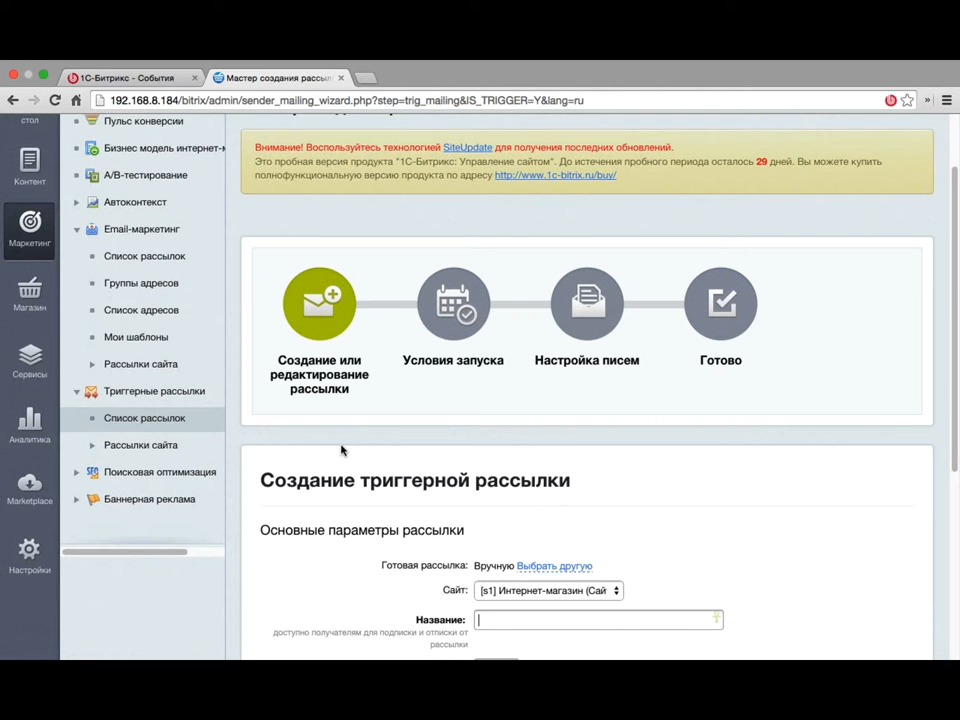 1С-Битрикс - События
Мастер создания рассыл
192.168.8.184/bitrix/admin/sender_mailing_wizard.php?step=trig_mailing&IS_TRIGGER=Y&lang=ru
стол
Контент
Маркетинг
Магазин
Сервисы
Аналитика
Marketplace
Настройки
Пульс конверсии
Бизнес модель интернет-м
A/B-тестирование
Автоконтекст
Email-маркетинг
Список рассылок
Группы адресов
Список адресов
Мои шаблоны
Рассылки сайта
Триггерные рассылки
Список рассылок
Рассылки сайта
Поисковая оптимизация
Баннерная реклама
Внимание! Воспользуйтесь технологией SiteUpdate для получения последних обновлений.
Это пробная версия продукта "1С-Битрикс: Управление сайтом". До истечения пробного периода осталось 29 дней. Вы можете купить
полнофункциональную версию продукта по адресу http://www.1c-bitrix.ru/buy/
Создание или
редактирование
рассылки
Условия запуска
Настройка писем
Готово
Создание триггерной рассылки
Основные параметры рассылки
Готовая рассылка: Вручную Выбрать другую
Сайт: [s1] Интернет-магазин (Сай
Название:
доступно получателям для подписки и отписки от
рассылки